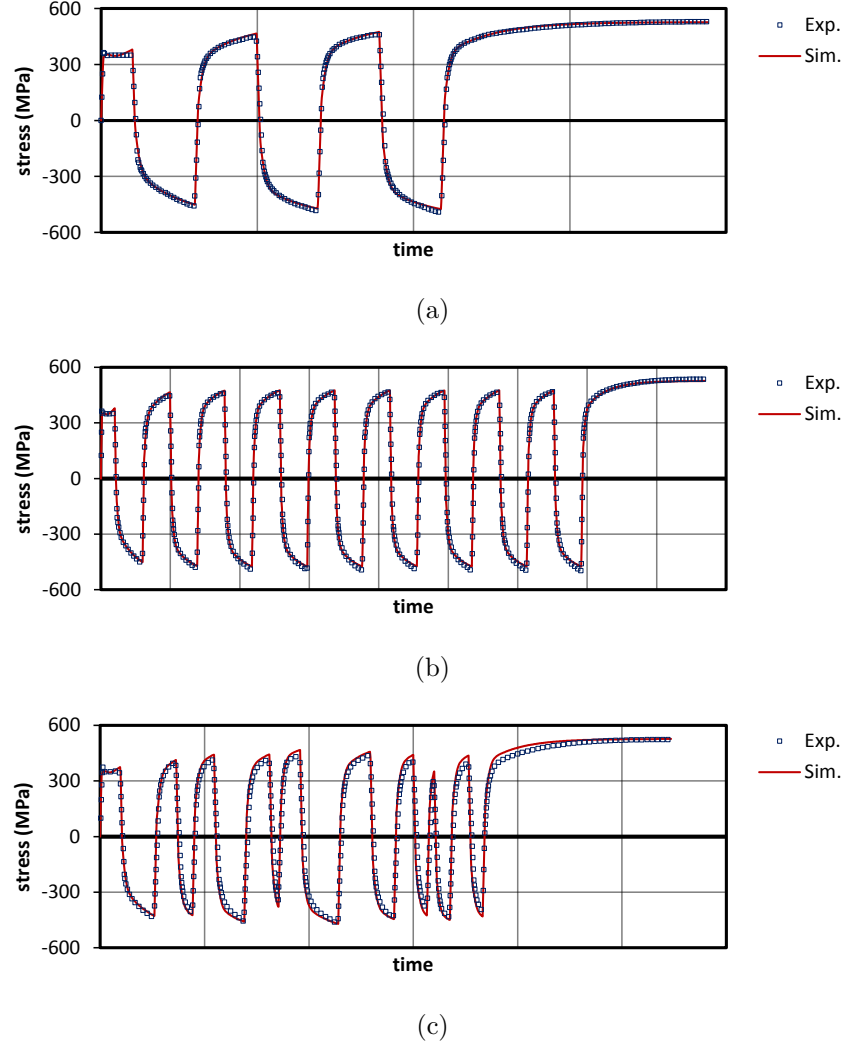 600
300
0
-300
-600
stress (MPa)
time
Exp.
Sim.
(a)
600
300
0
-300
-600
stress (MPa)
time
Exp.
Sim.
(b)
600
300
0
-300
-600
stress (MPa)
time
Exp.
Sim.
(c)